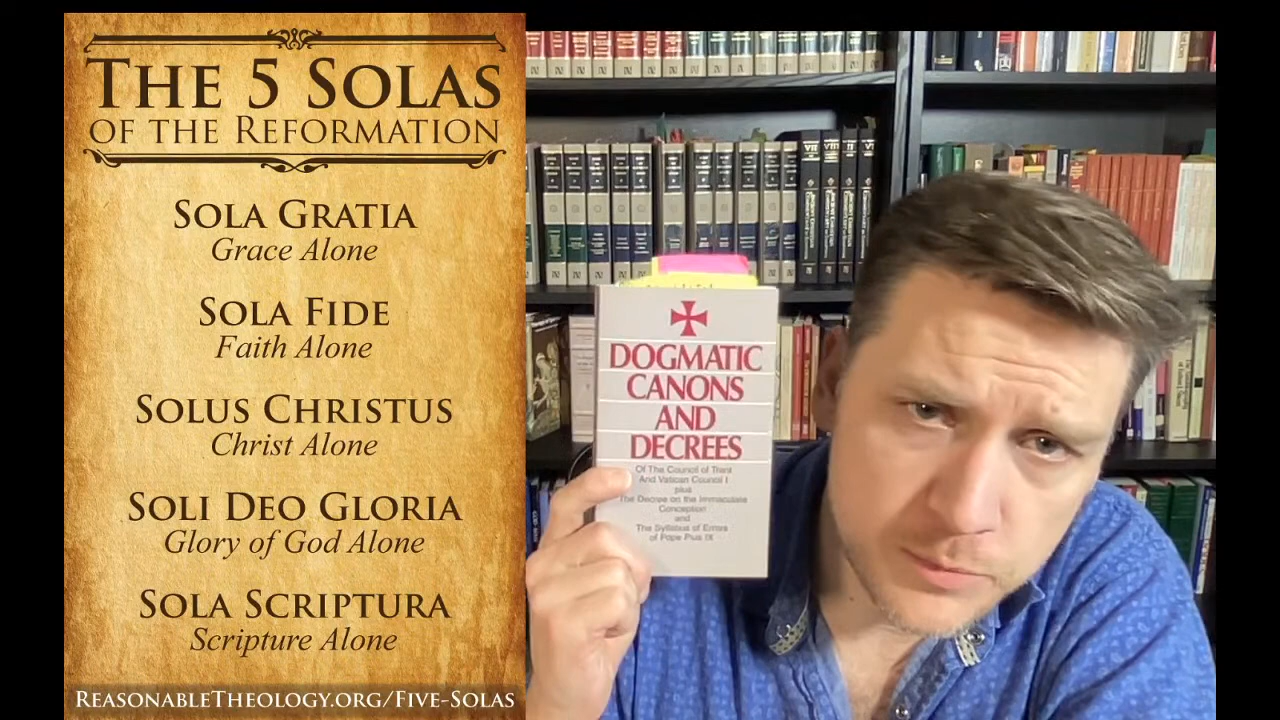 THE 5 SOLAS
OF THE REFORMATION
SOLA GRATIA
Grace Alone
SOLA FIDE
Faith Alone
SOLUS CHRISTUS
Christ Alone
SOLI DEO GLORIA
Glory of God Alone
SOLA SCRIPTURA
Scripture Alone
REASONABLETHEOLOGY.ORG/FIVE-SOLAS
DOGMATIC
CANONS
AND
DECREES
Of The Council of Trent
And Vatican Council I
plus
The Decree on the Immaculate
Conception
and
The Syllabus of Errors
of Pope Pius IX